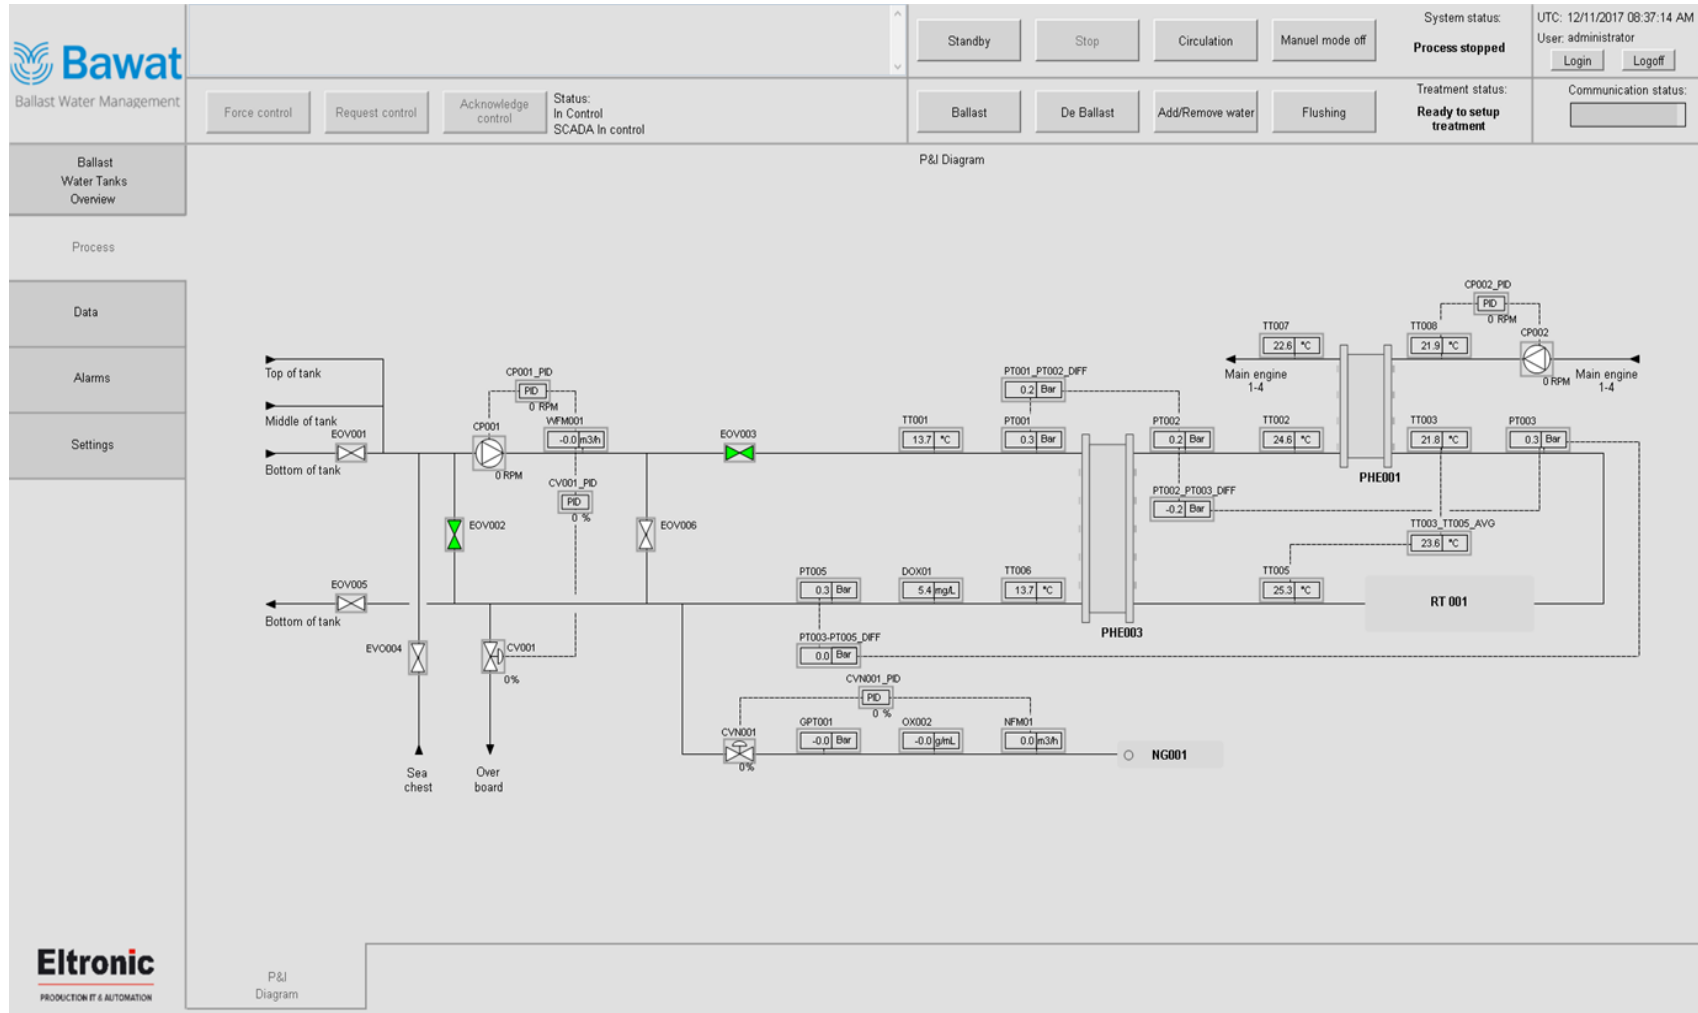 Bawat
Ballast Water Management
Standby
Stop
Circulation
Manuel mode off
System status:
Process stopped
UTC: 12/11/2017 08:37:14 AM
User: administrator
Login
Logoff
Force control
Request control
Acknowledge
control
Status:
In Control
SCADA In control
Ballast
De Ballast
Add/Remove water
Flushing
Treatment status:
Ready to setup
treatment
Communication status:
Ballast
Water Tanks
Overview
Process
Data
Alarms
Settings
P&I Diagram
CP002_PID
PID
0 RPM
TT007
22.6 °C
TT008
21.9 °C
CP002
0 RPM
Main engine
1-4
Main engine
1-4
Top of tank
CP001_PID
PID
0 RPM
PT001_PT002_DIFF
0.2 Bar
Middle of tank
EOV001
Bottom of tank
CP001
0 RPM
WFM001
-0.0 m3/h
EOV003
TT001
13.7 °C
PT001
0.3 Bar
PT002
0.2 Bar
TT002
24.6 °C
TT003
21.8 °C
PT003
0.3 Bar
PHE001
CV001_PID
PID
0 %
PT002_PT003_DIFF
-0.2 Bar
EOV002
EOV006
TT003_TT005_AVG
23.6 °C
EOV005
Bottom of tank
PT005
0.3 Bar
DOX01
5.4 mg/L
TT006
13.7 °C
TT005
25.3 °C
RT 001
PHE003
EVO004
CV001
0%
PT003-PT005_DIFF
0.0 Bar
CVN001_PID
PID
0 %
CVN001
0%
GPT001
-0.0 Bar
OX002
-0.0 g/mL
NFM01
0.0 m3/h
NG001
Sea
chest
Over
board
Eltronic
PRODUCTION IT & AUTOMATION
P&I
Diagram